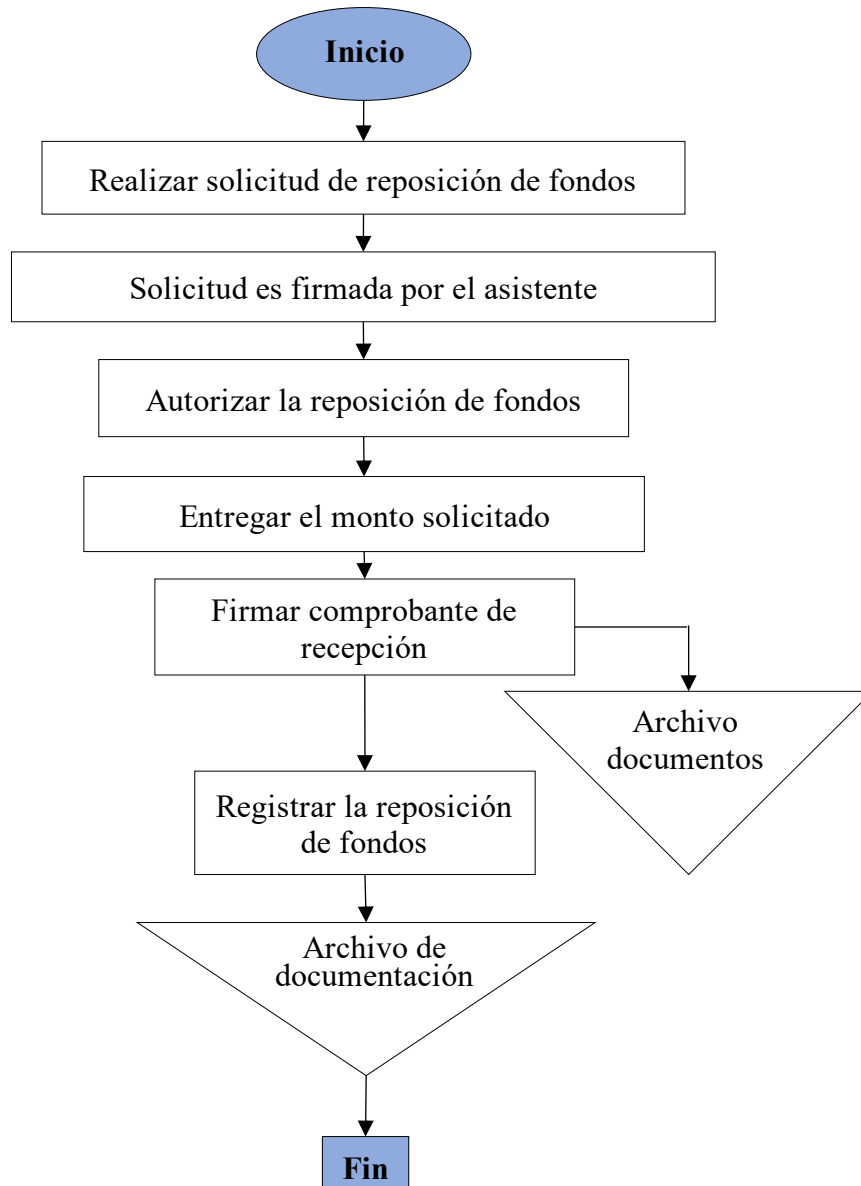 Inicio
Realizar solicitud de reposición de fondos
Solicitud es firmada por el asistente
Autorizar la reposición de fondos
Entregar el monto solicitado
Firmar comprobante de
recepción
Archivo
documentos
Registrar la reposición
de fondos
Archivo de
documentación
Fin